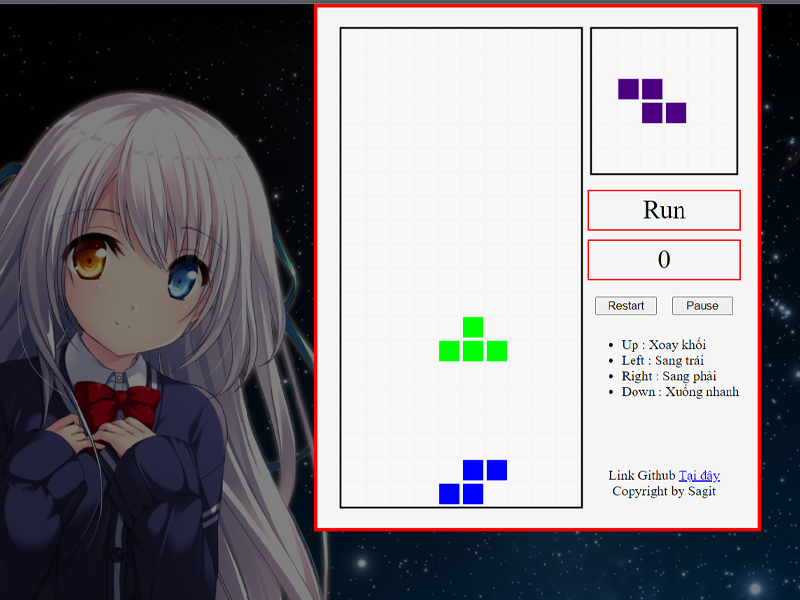 Run
0
Restart Pause
Up : Xoay khối
Left : Sang trái
Right : Sang phải
Down : Xuống nhanh
Link Github Tại đây
Copyright by Sagit